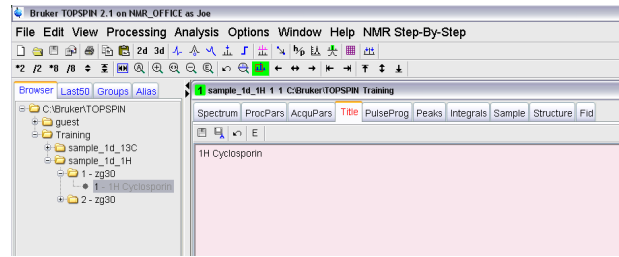 Bruker TOPSPIN 2.1 on NMR_OFFICE as Joe
File Edit View Processing Analysis Options Window Help NMR Step-By-Step
2d 3d
*2 /2 *8 /8
Browser Last50 Groups Alias
1 sample_1d_1H 1 1 C:\Bruker\TOPSPIN Training
C:\Bruker\TOPSPIN
guest
Training
sample_1d_13C
sample_1d_1H
1 - zg30
1 - 1H Cyclosporin
2 - zg30
Spectrum ProcPars AcquPars Title PulseProg Peaks Integrals Sample Structure Fid
E
1H Cyclosporin